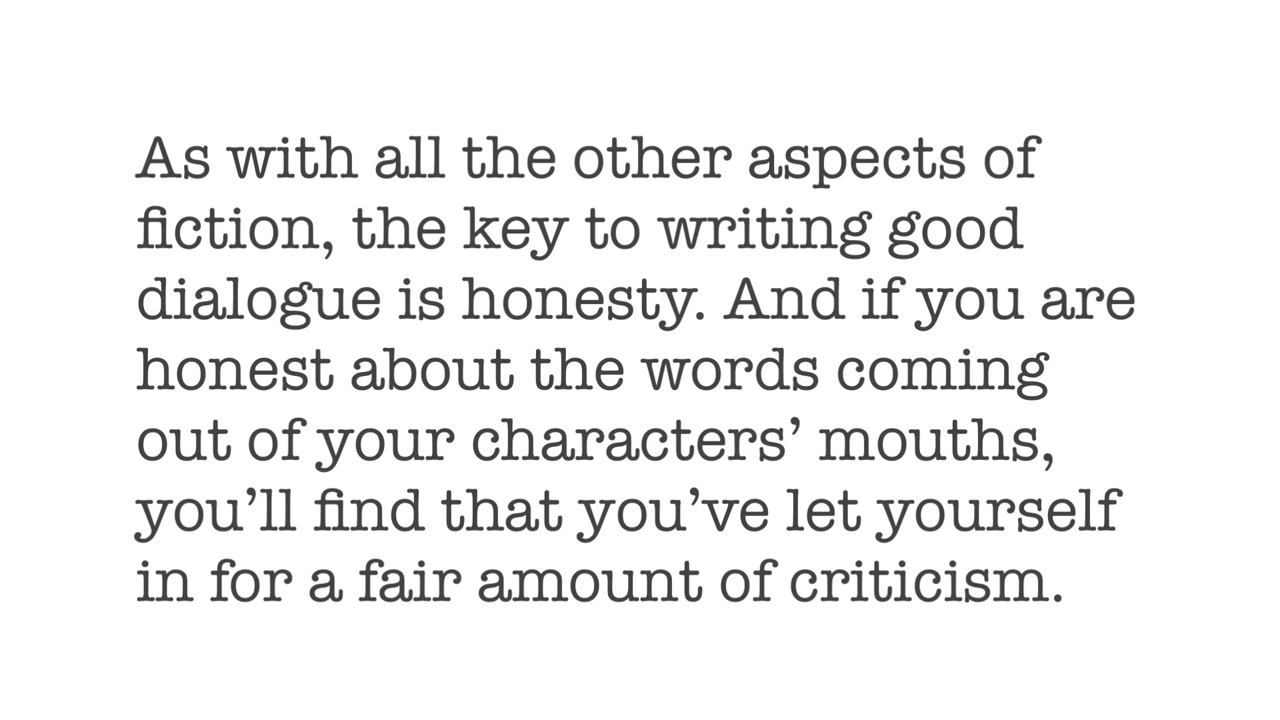 As with all the other aspects of
fiction, the key to writing good
dialogue is honesty. And if you are
honest about the words coming
out of your characters’ mouths,
you’ll find that you’ve let yourself
in for a fair amount of criticism.